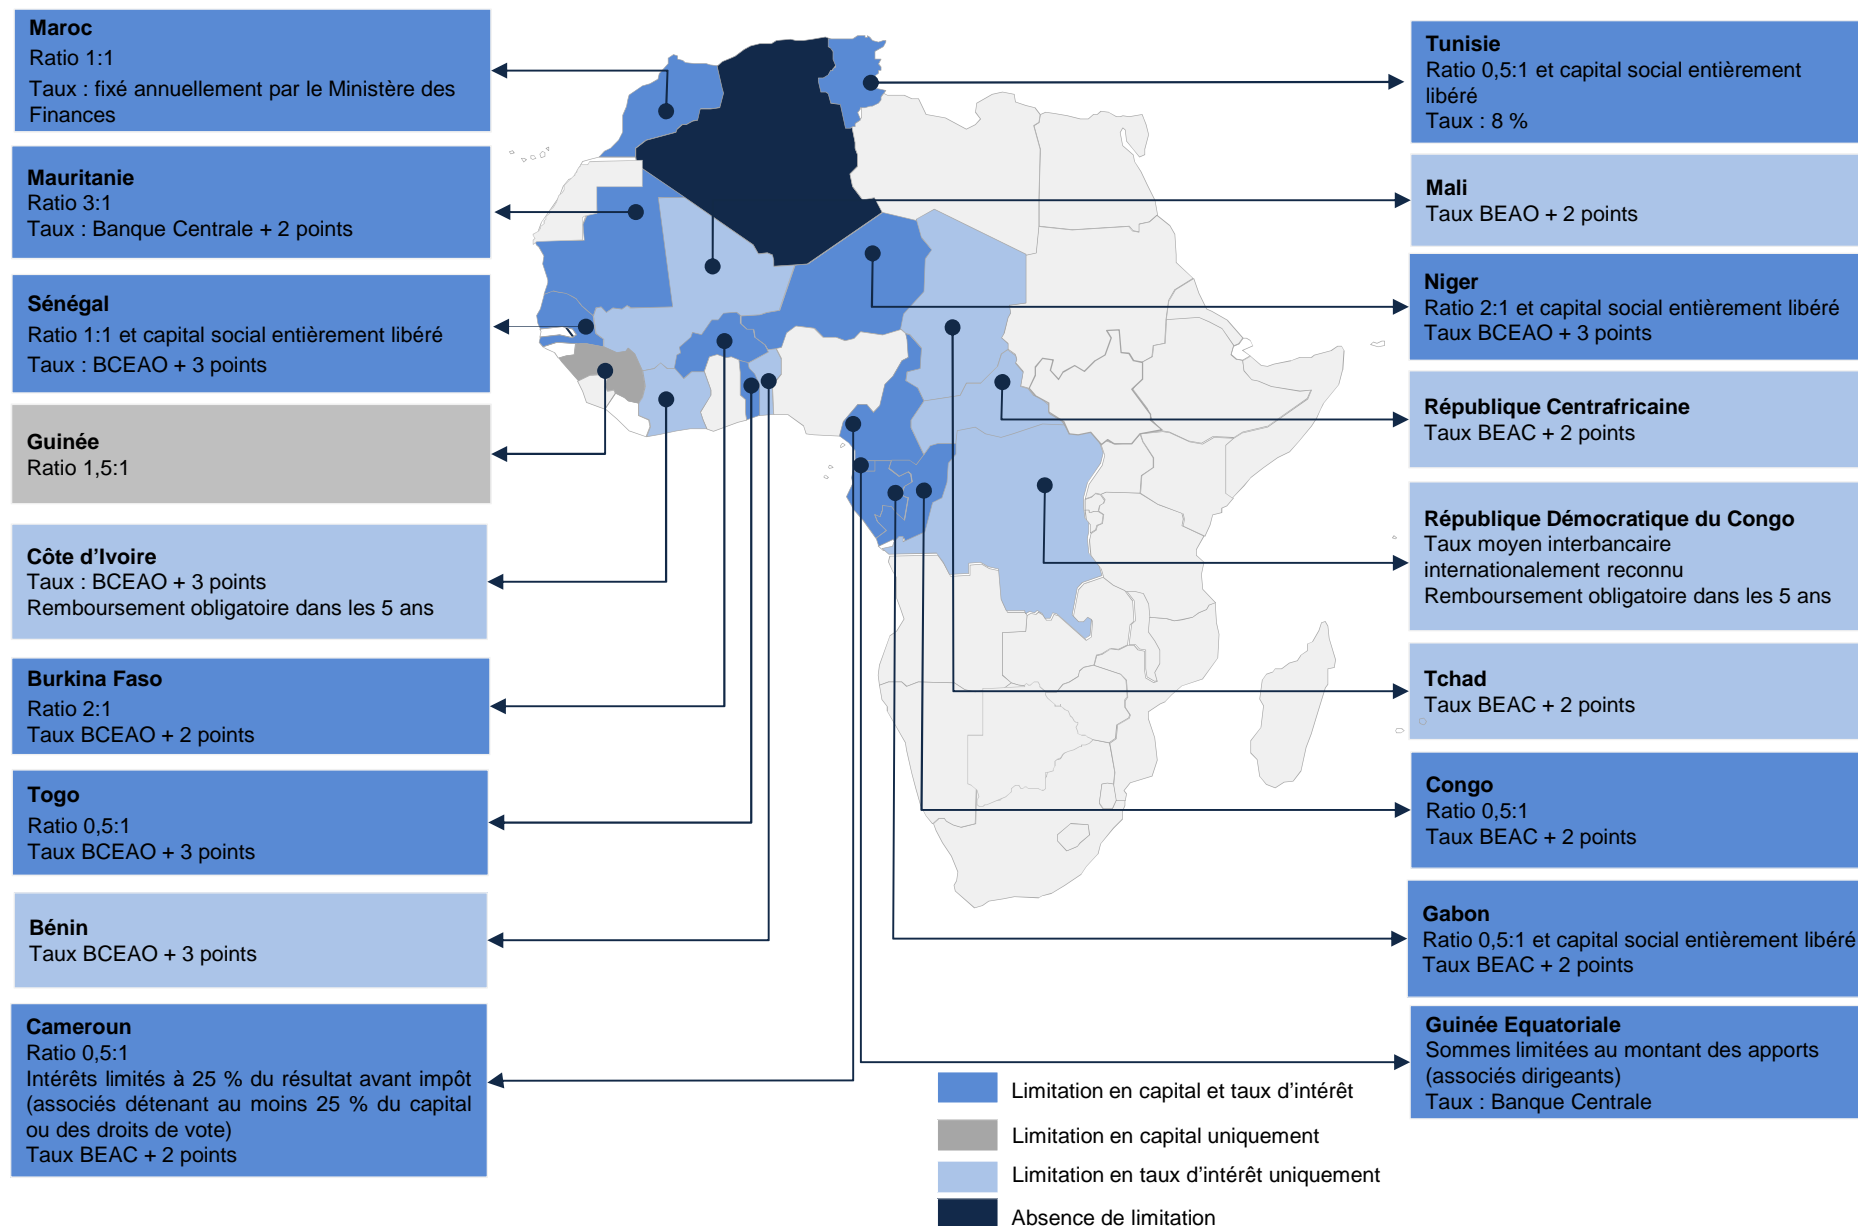 Maroc
Ratio 1:1
Taux : fixé annuellement par le Ministère des
Finances
Mauritanie
Ratio 3:1
Taux : Banque Centrale + 2 points
Sénégal
Ratio 1:1 et capital social entièrement libéré
Taux : BCEAO + 3 points
Guinée
Ratio 1,5:1
Côte d’Ivoire
Taux : BCEAO + 3 points
Remboursement obligatoire dans les 5 ans
Burkina Faso
Ratio 2:1
Taux BCEAO + 2 points
Togo
Ratio 0,5:1
Taux BCEAO + 3 points
Bénin
Taux BCEAO + 3 points
Cameroun
Ratio 0,5:1
Intérêts limités à 25 % du résultat avant impôt
(associés détenant au moins 25 % du capital
ou des droits de vote)
Taux BEAC + 2 points
Tunisie
Ratio 0,5:1 et capital social entièrement
libéré
Taux : 8 %
Mali
Taux BEAO + 2 points
Niger
Ratio 2:1 et capital social entièrement libéré
Taux BCEAO + 3 points
République Centrafricaine
Taux BEAC + 2 points
République Démocratique du Congo
Taux moyen interbancaire
internationalement reconnu
Remboursement obligatoire dans les 5 ans
Tchad
Taux BEAC + 2 points
Congo
Ratio 0,5:1
Taux BEAC + 2 points
Gabon
Ratio 0,5:1 et capital social entièrement libéré
Taux BEAC + 2 points
Guinée Equatoriale
Sommes limitées au montant des apports
(associés dirigeants)
Taux : Banque Centrale
Limitation en capital et taux d’intérêt
Limitation en capital uniquement
Limitation en taux d’intérêt uniquement
Absence de limitation